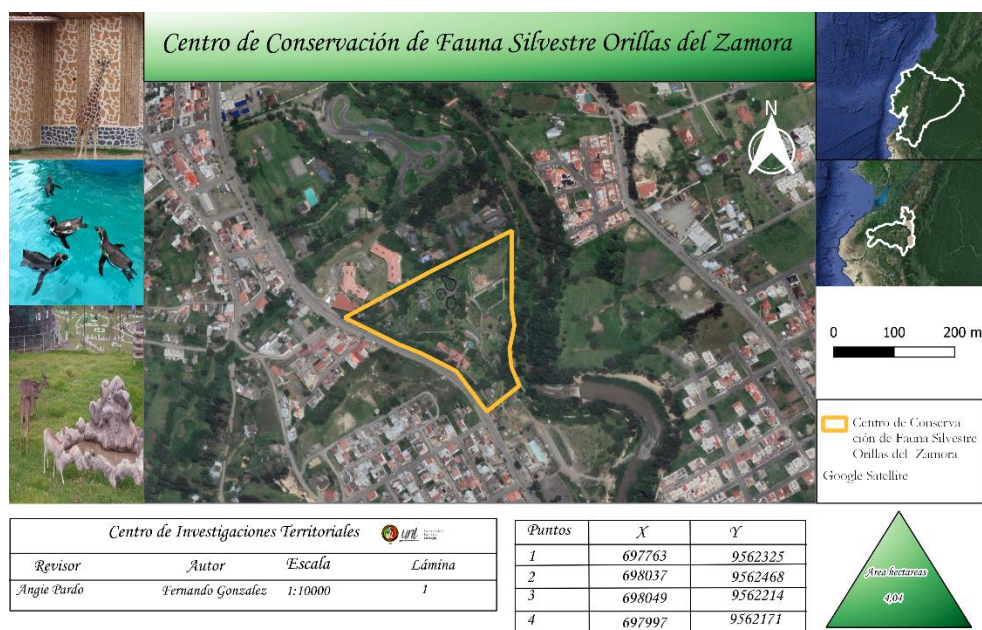 Centro de Conservación de Fauna Silvestre Orillas del Zamora
N
0 100 200 m
Centro de Conserva
ción de Fauna Silvestre
Orillas del Zamora
Google Satellite
Centro de Investigaciones Territoriales unl
Revisor Autor Escala Lámina
Angie Pardo Fernando Gonzalez 1:10000 1
Puntos X Y
1 697763 9562325
2 698037 9562468
3 698049 9562214
4 697997 9562171
Area hectareas
4,04